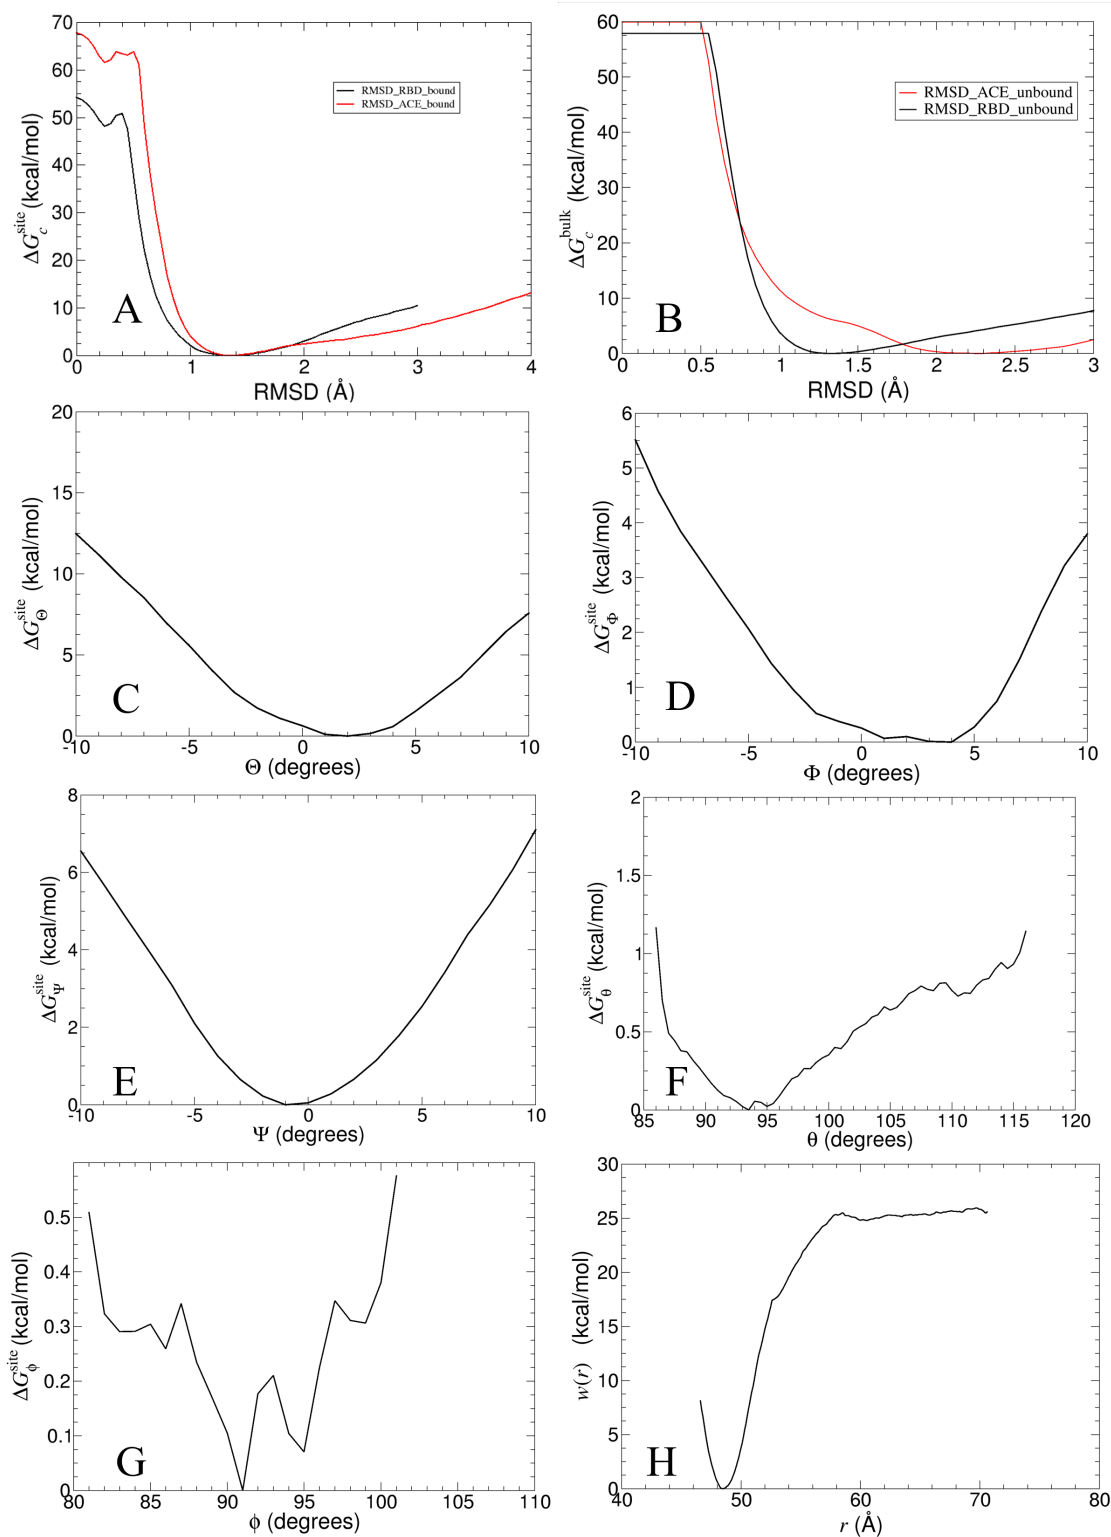 ΔG_c^site (kcal/mol)
70
60
50
40
30
20
10
0
RMSD_RBD_bound
RMSD_ACE_bound
A
0 1 2 3 4
RMSD (Å)
ΔG_c^bulk (kcal/mol)
60
50
40
30
20
10
0
RMSD_ACE_unbound
RMSD_RBD_unbound
B
0 0.5 1 1.5 2 2.5 3
RMSD (Å)
ΔG_Θ^site (kcal/mol)
20
15
10
5
0
C
-10 -5 0 5 10
Θ (degrees)
ΔG_Φ^site (kcal/mol)
6
5
4
3
2
1
0
D
-10 -5 0 5 10
Φ (degrees)
ΔG_Ψ^site (kcal/mol)
8
6
4
2
0
E
-10 -5 0 5 10
Ψ (degrees)
ΔG_θ^site (kcal/mol)
2
1.5
1
0.5
0
F
85 90 95 100 105 110 115 120
θ (degrees)
ΔG_ϕ^site (kcal/mol)
0.5
0.4
0.3
0.2
0.1
0
G
80 85 90 95 100 105 110
ϕ (degrees)
w(r) (kcal/mol)
30
25
20
15
10
5
0
H
40 50 60 70 80
r (Å)